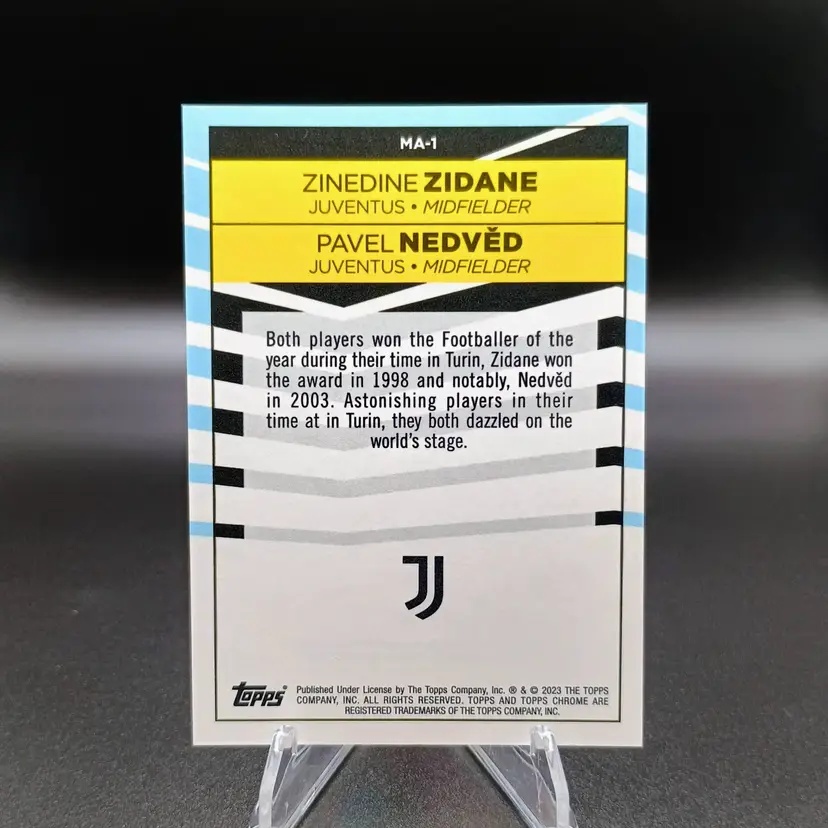 MA-1
ZINEDINE ZIDANE
JUVENTUS • MIDFIELDER
PAVEL NEDVĚD
JUVENTUS • MIDFIELDER
Both players won the Footballer of the
year during their time in Turin, Zidane won
the award in 1998 and notably, Nedvěd
in 2003. Astonishing players in their
time at in Turin, they both dazzled on the
world's stage.
JJ
topps®
Published Under License by The Topps Company, Inc. ® & © 2023 THE TOPPS
COMPANY, INC. ALL RIGHTS RESERVED. TOPPS AND TOPPS CHROME ARE
REGISTERED TRADEMARKS OF THE TOPPS COMPANY, INC.